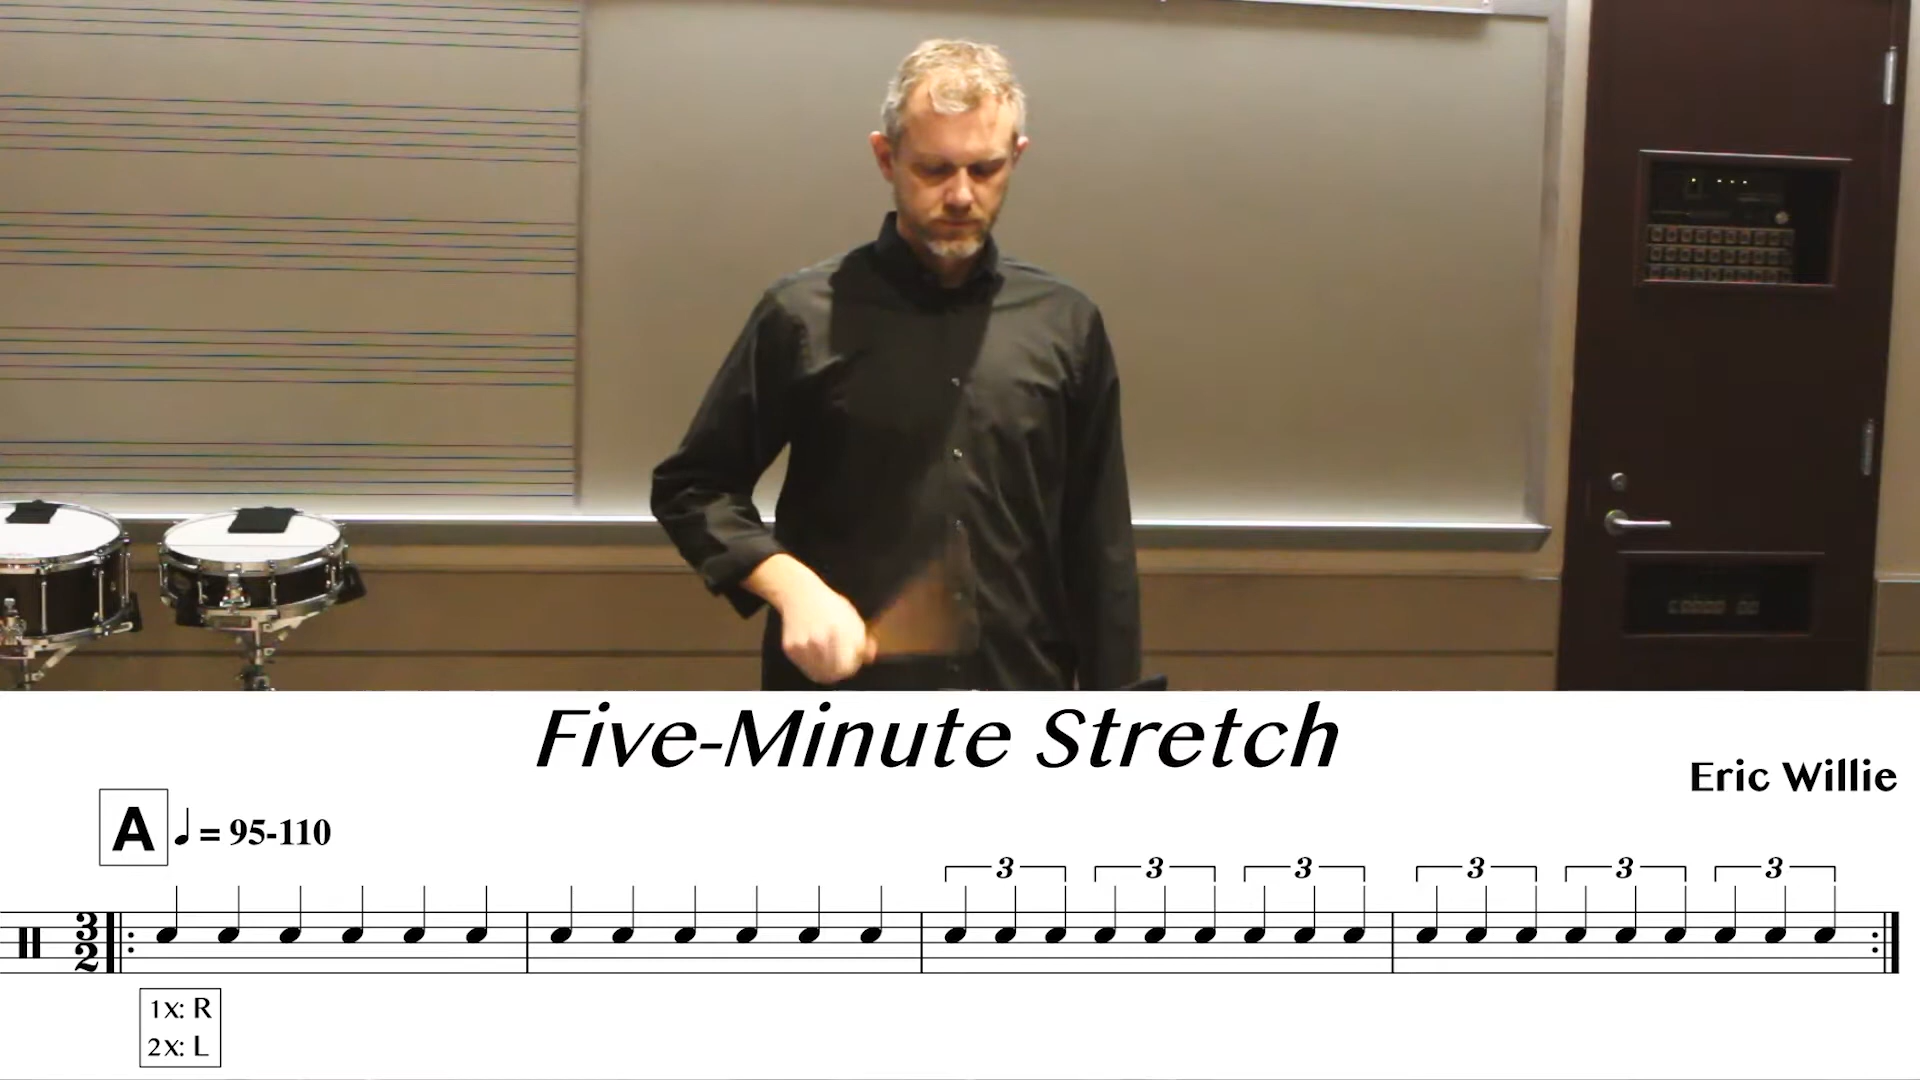 Five-Minute Stretch
Eric Willie
A ♩ = 95-110
3 3 3 3 3 3
3
2
1x: R
2x: L